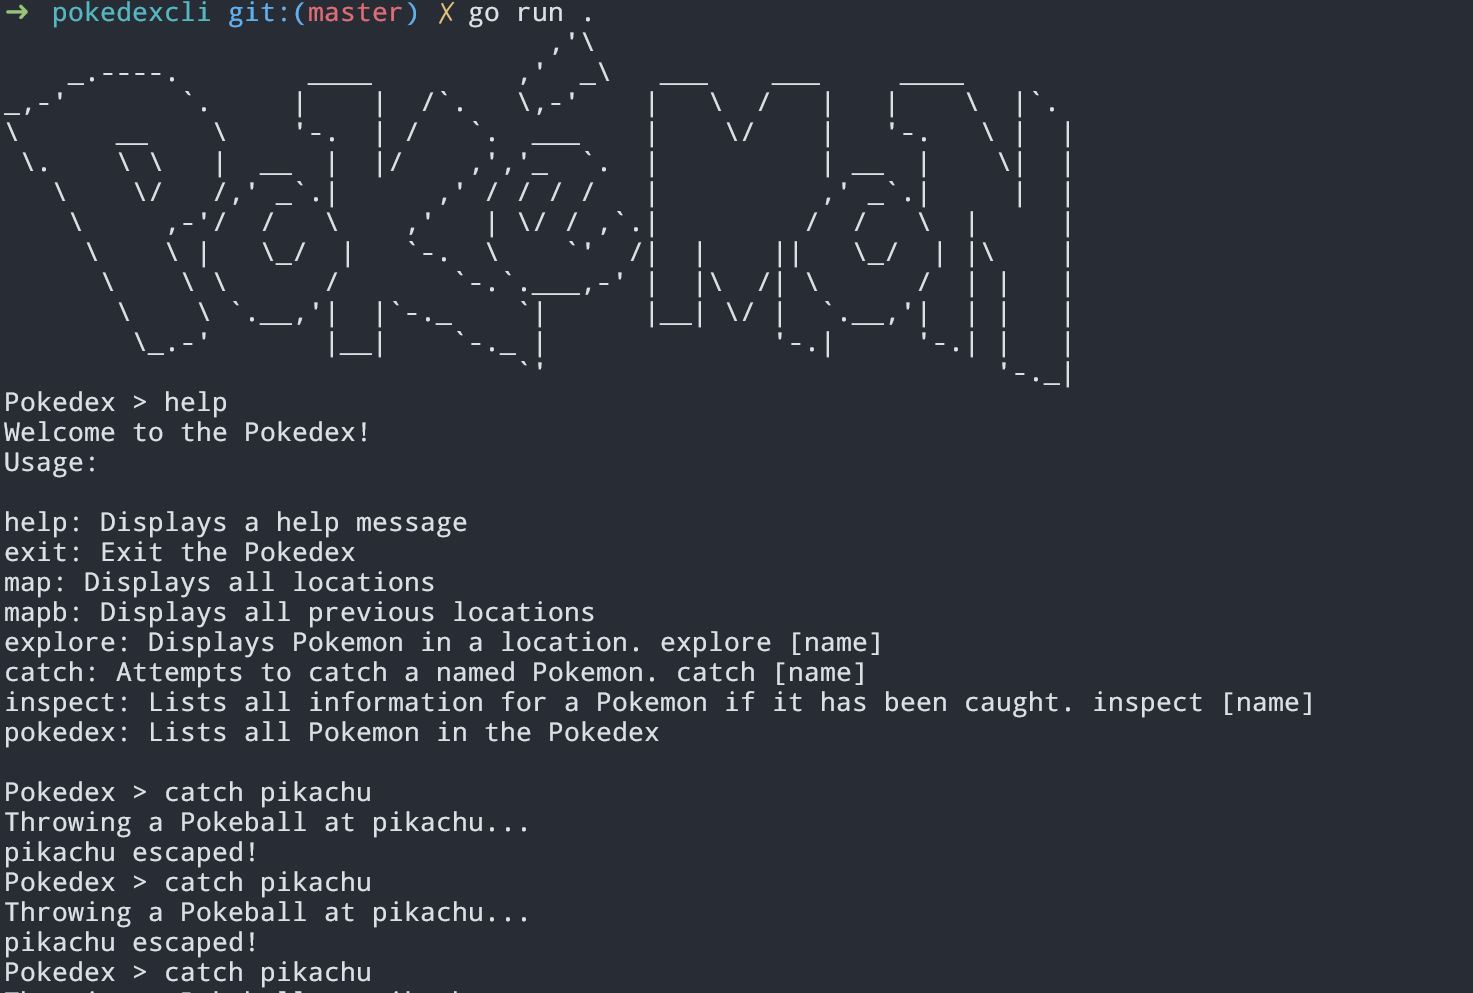 ➜ pokedexcli git:(master) ✗ go run .
POKéMON
Pokedex > help
Welcome to the Pokedex!
Usage:
help: Displays a help message
exit: Exit the Pokedex
map: Displays all locations
mapb: Displays all previous locations
explore: Displays Pokemon in a location. explore [name]
catch: Attempts to catch a named Pokemon. catch [name]
inspect: Lists all information for a Pokemon if it has been caught. inspect [name]
pokedex: Lists all Pokemon in the Pokedex
Pokedex > catch pikachu
Throwing a Pokeball at pikachu...
pikachu escaped!
Pokedex > catch pikachu
Throwing a Pokeball at pikachu...
pikachu escaped!
Pokedex > catch pikachu